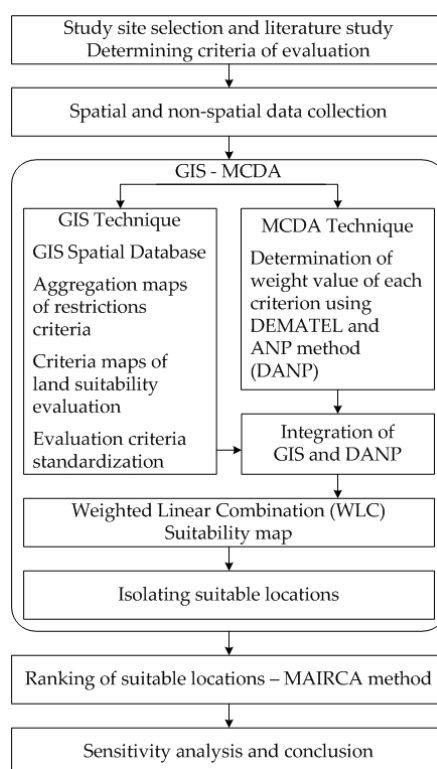 Study site selection and literature study
Determining criteria of evaluation
Spatial and non-spatial data collection
GIS - MCDA
GIS Technique
GIS Spatial Database
Aggregation maps
of restrictions
criteria
Criteria maps of
land suitability
evaluation
Evaluation criteria
standardization
MCDA Technique
Determination of
weight value of each
criterion using
DEMATEL and
ANP method
(DANP)
Integration of
GIS and DANP
Weighted Linear Combination (WLC)
Suitability map
Isolating suitable locations
Ranking of suitable locations – MAIRCA method
Sensitivity analysis and conclusion